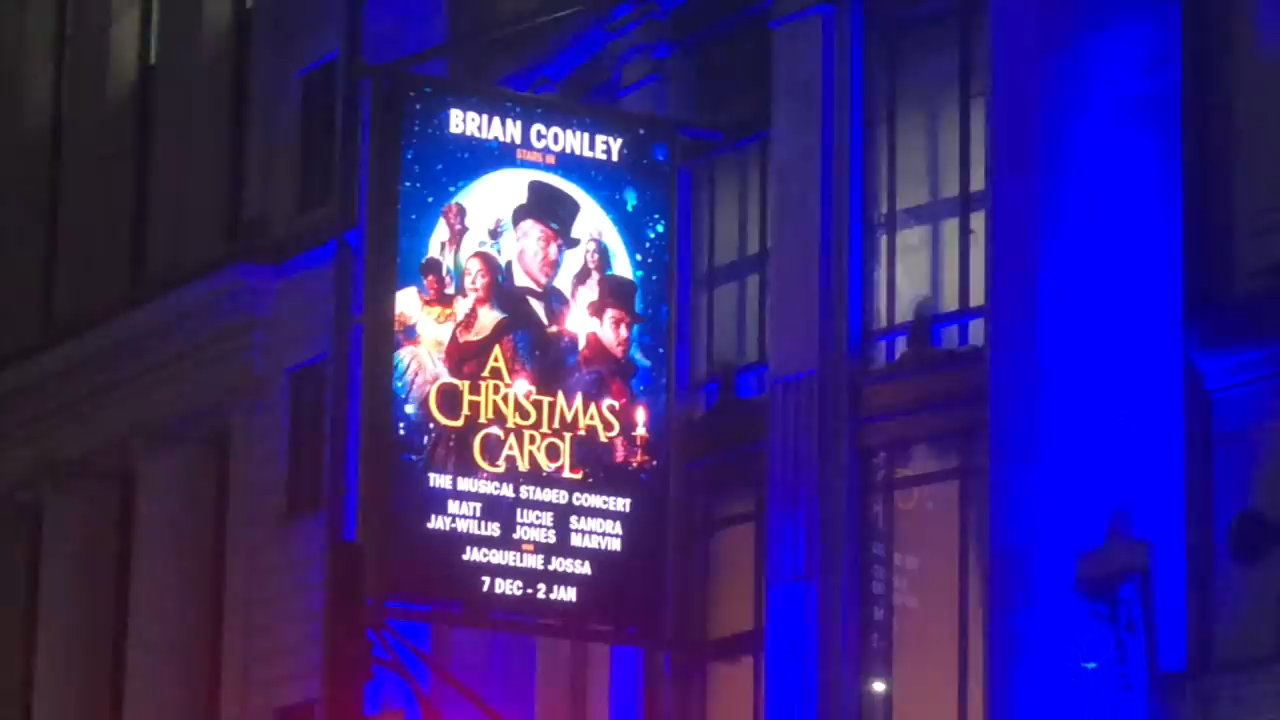 BRIAN CONLEY
STARS IN
A
CHRISTMAS
CAROL
THE MUSICAL STAGED CONCERT
MATT LUCIE SANDRA
JAY-WILLIS JONES MARVIN
JACQUELINE JOSSA
7 DEC - 2 JAN